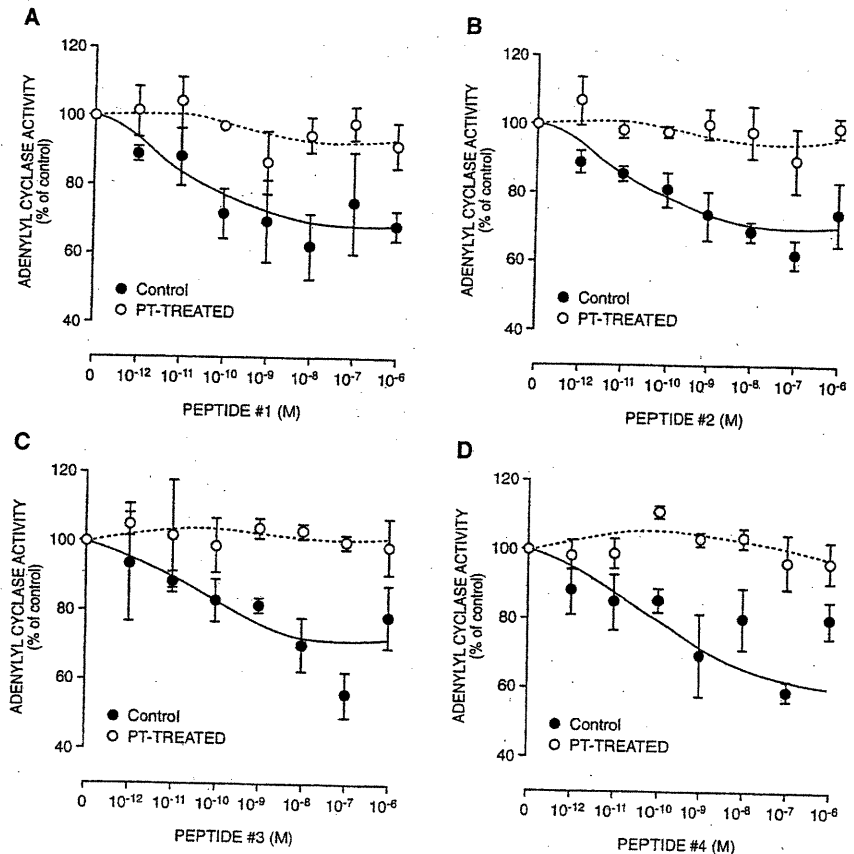 A
120
100
80
60
40
ADENYLYL CYCLASE ACTIVITY
(% of control)
Control
PT-TREATED
0 10-12 10-11 10-10 10-9 10-8 10-7 10-6
PEPTIDE #1 (M)
B
120
100
80
60
40
ADENYLYL CYCLASE ACTIVITY
(% of control)
Control
PT-TREATED
0 10-12 10-11 10-10 10-9 10-8 10-7 10-6
PEPTIDE #2 (M)
C
120
100
80
60
40
ADENYLYL CYCLASE ACTIVITY
(% of control)
Control
PT-TREATED
0 10-12 10-11 10-10 10-9 10-8 10-7 10-6
PEPTIDE #3 (M)
D
120
100
80
60
40
ADENYLYL CYCLASE ACTIVITY
(% of control)
Control
PT-TREATED
0 10-12 10-11 10-10 10-9 10-8 10-7 10-6
PEPTIDE #4 (M)